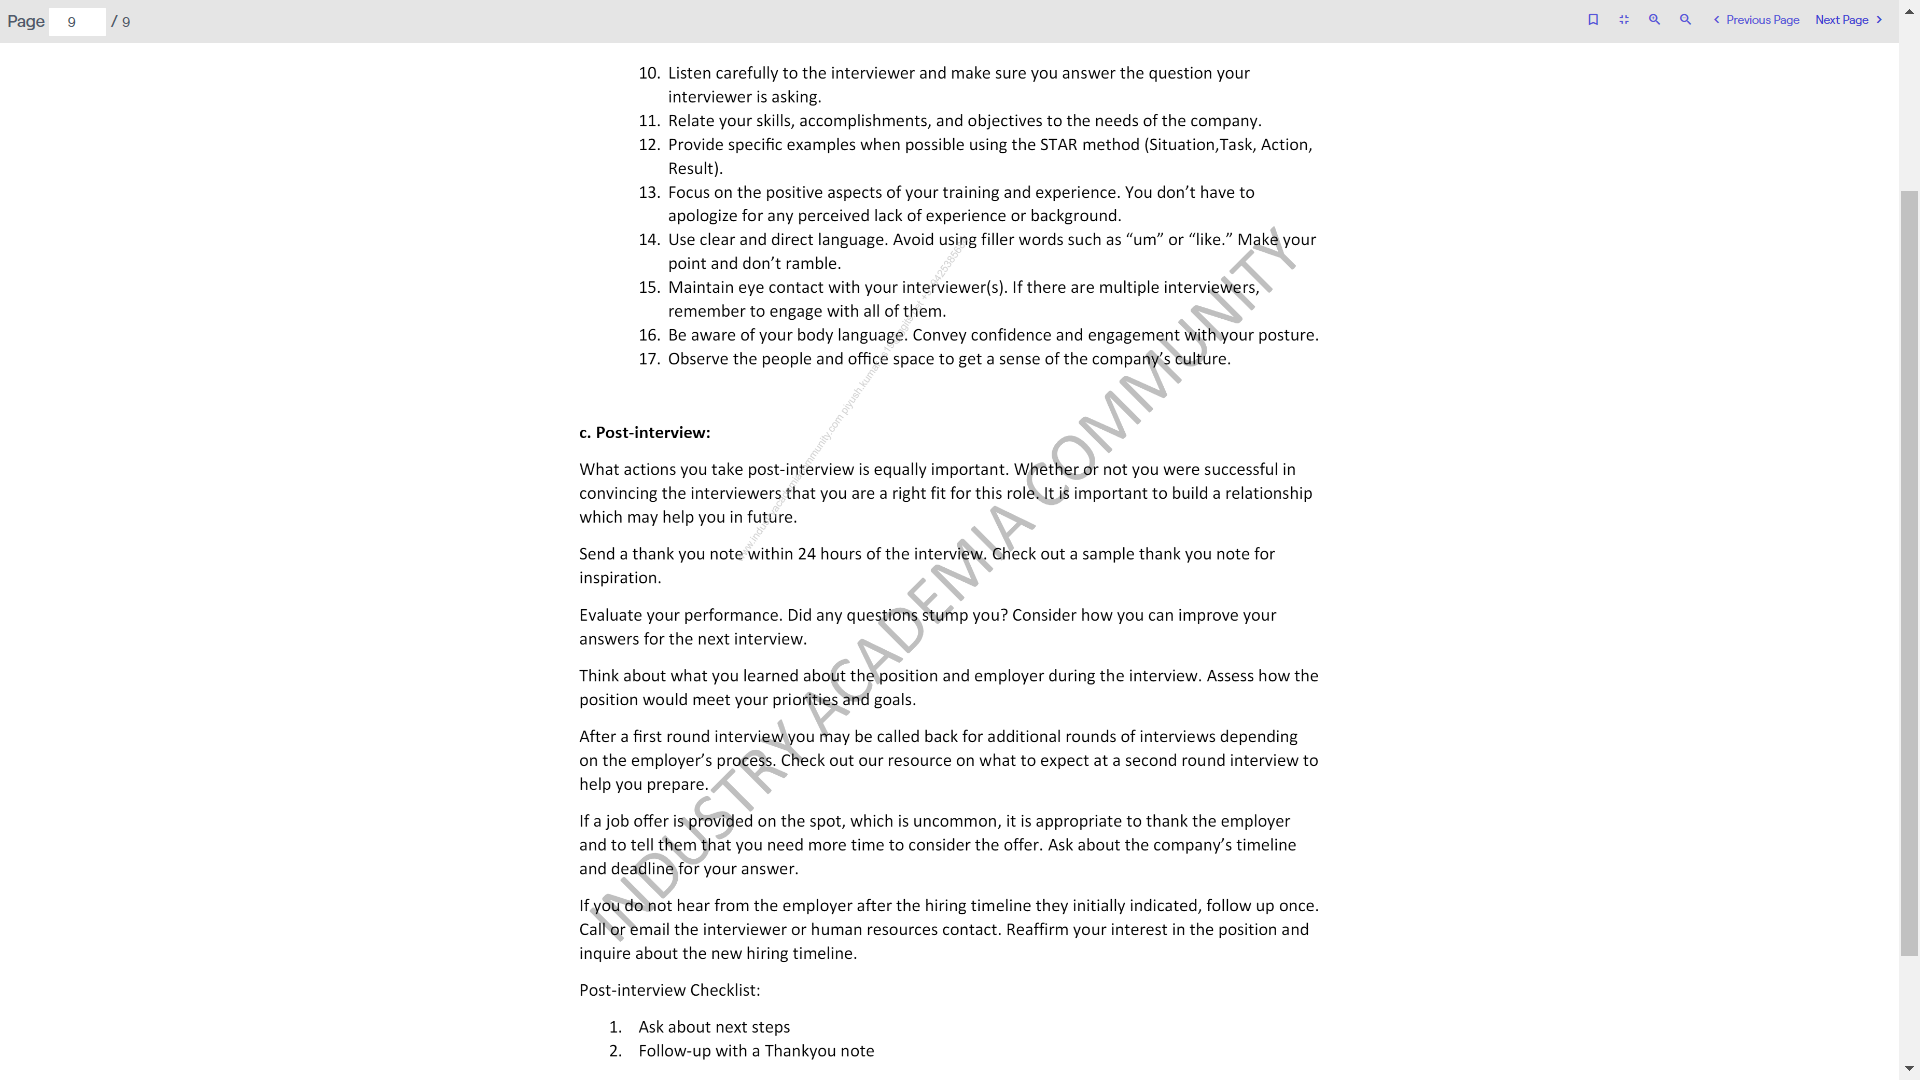 Page 9 / 9
Previous Page Next Page
10. Listen carefully to the interviewer and make sure you answer the question your
interviewer is asking.
11. Relate your skills, accomplishments, and objectives to the needs of the company.
12. Provide specific examples when possible using the STAR method (Situation,Task, Action,
Result).
13. Focus on the positive aspects of your training and experience. You don’t have to
apologize for any perceived lack of experience or background.
14. Use clear and direct language. Avoid using filler words such as “um” or “like.” Make your
point and don’t ramble.
15. Maintain eye contact with your interviewer(s). If there are multiple interviewers,
remember to engage with all of them.
16. Be aware of your body language. Convey confidence and engagement with your posture.
17. Observe the people and office space to get a sense of the company’s culture.
c. Post-interview:
What actions you take post-interview is equally important. Whether or not you were successful in
convincing the interviewers that you are a right fit for this role. It is important to build a relationship
which may help you in future.
Send a thank you note within 24 hours of the interview. Check out a sample thank you note for
inspiration.
Evaluate your performance. Did any questions stump you? Consider how you can improve your
answers for the next interview.
Think about what you learned about the position and employer during the interview. Assess how the
position would meet your priorities and goals.
After a first round interview you may be called back for additional rounds of interviews depending
on the employer’s process. Check out our resource on what to expect at a second round interview to
help you prepare.
If a job offer is provided on the spot, which is uncommon, it is appropriate to thank the employer
and to tell them that you need more time to consider the offer. Ask about the company’s timeline
and deadline for your answer.
If you do not hear from the employer after the hiring timeline they initially indicated, follow up once.
Call or email the interviewer or human resources contact. Reaffirm your interest in the position and
inquire about the new hiring timeline.
Post-interview Checklist:
1. Ask about next steps
2. Follow-up with a Thankyou note
INDUSTRY ACADEMIA COMMUNITY